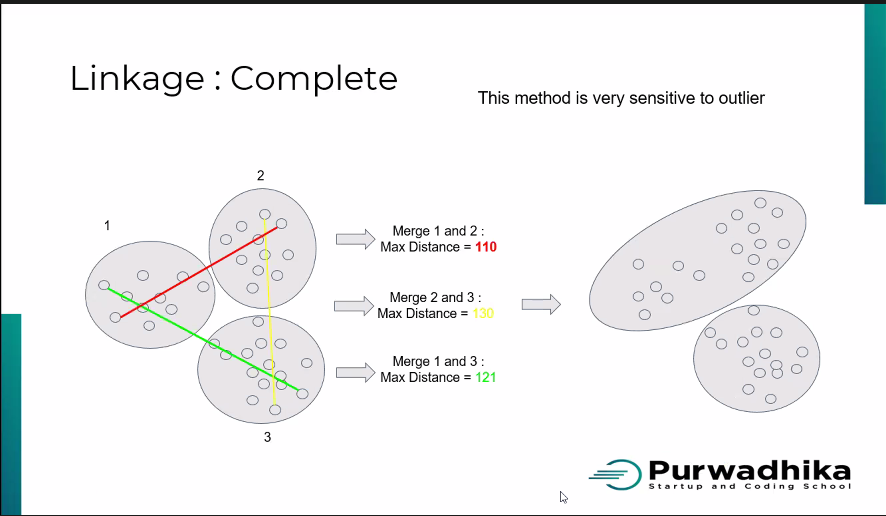 Linkage : Complete
This method is very sensitive to outlier
1
2
3
Merge 1 and 2 :
Max Distance = 110
Merge 2 and 3 :
Max Distance = 130
Merge 1 and 3 :
Max Distance = 121
Purwadhika
Startup and Coding School